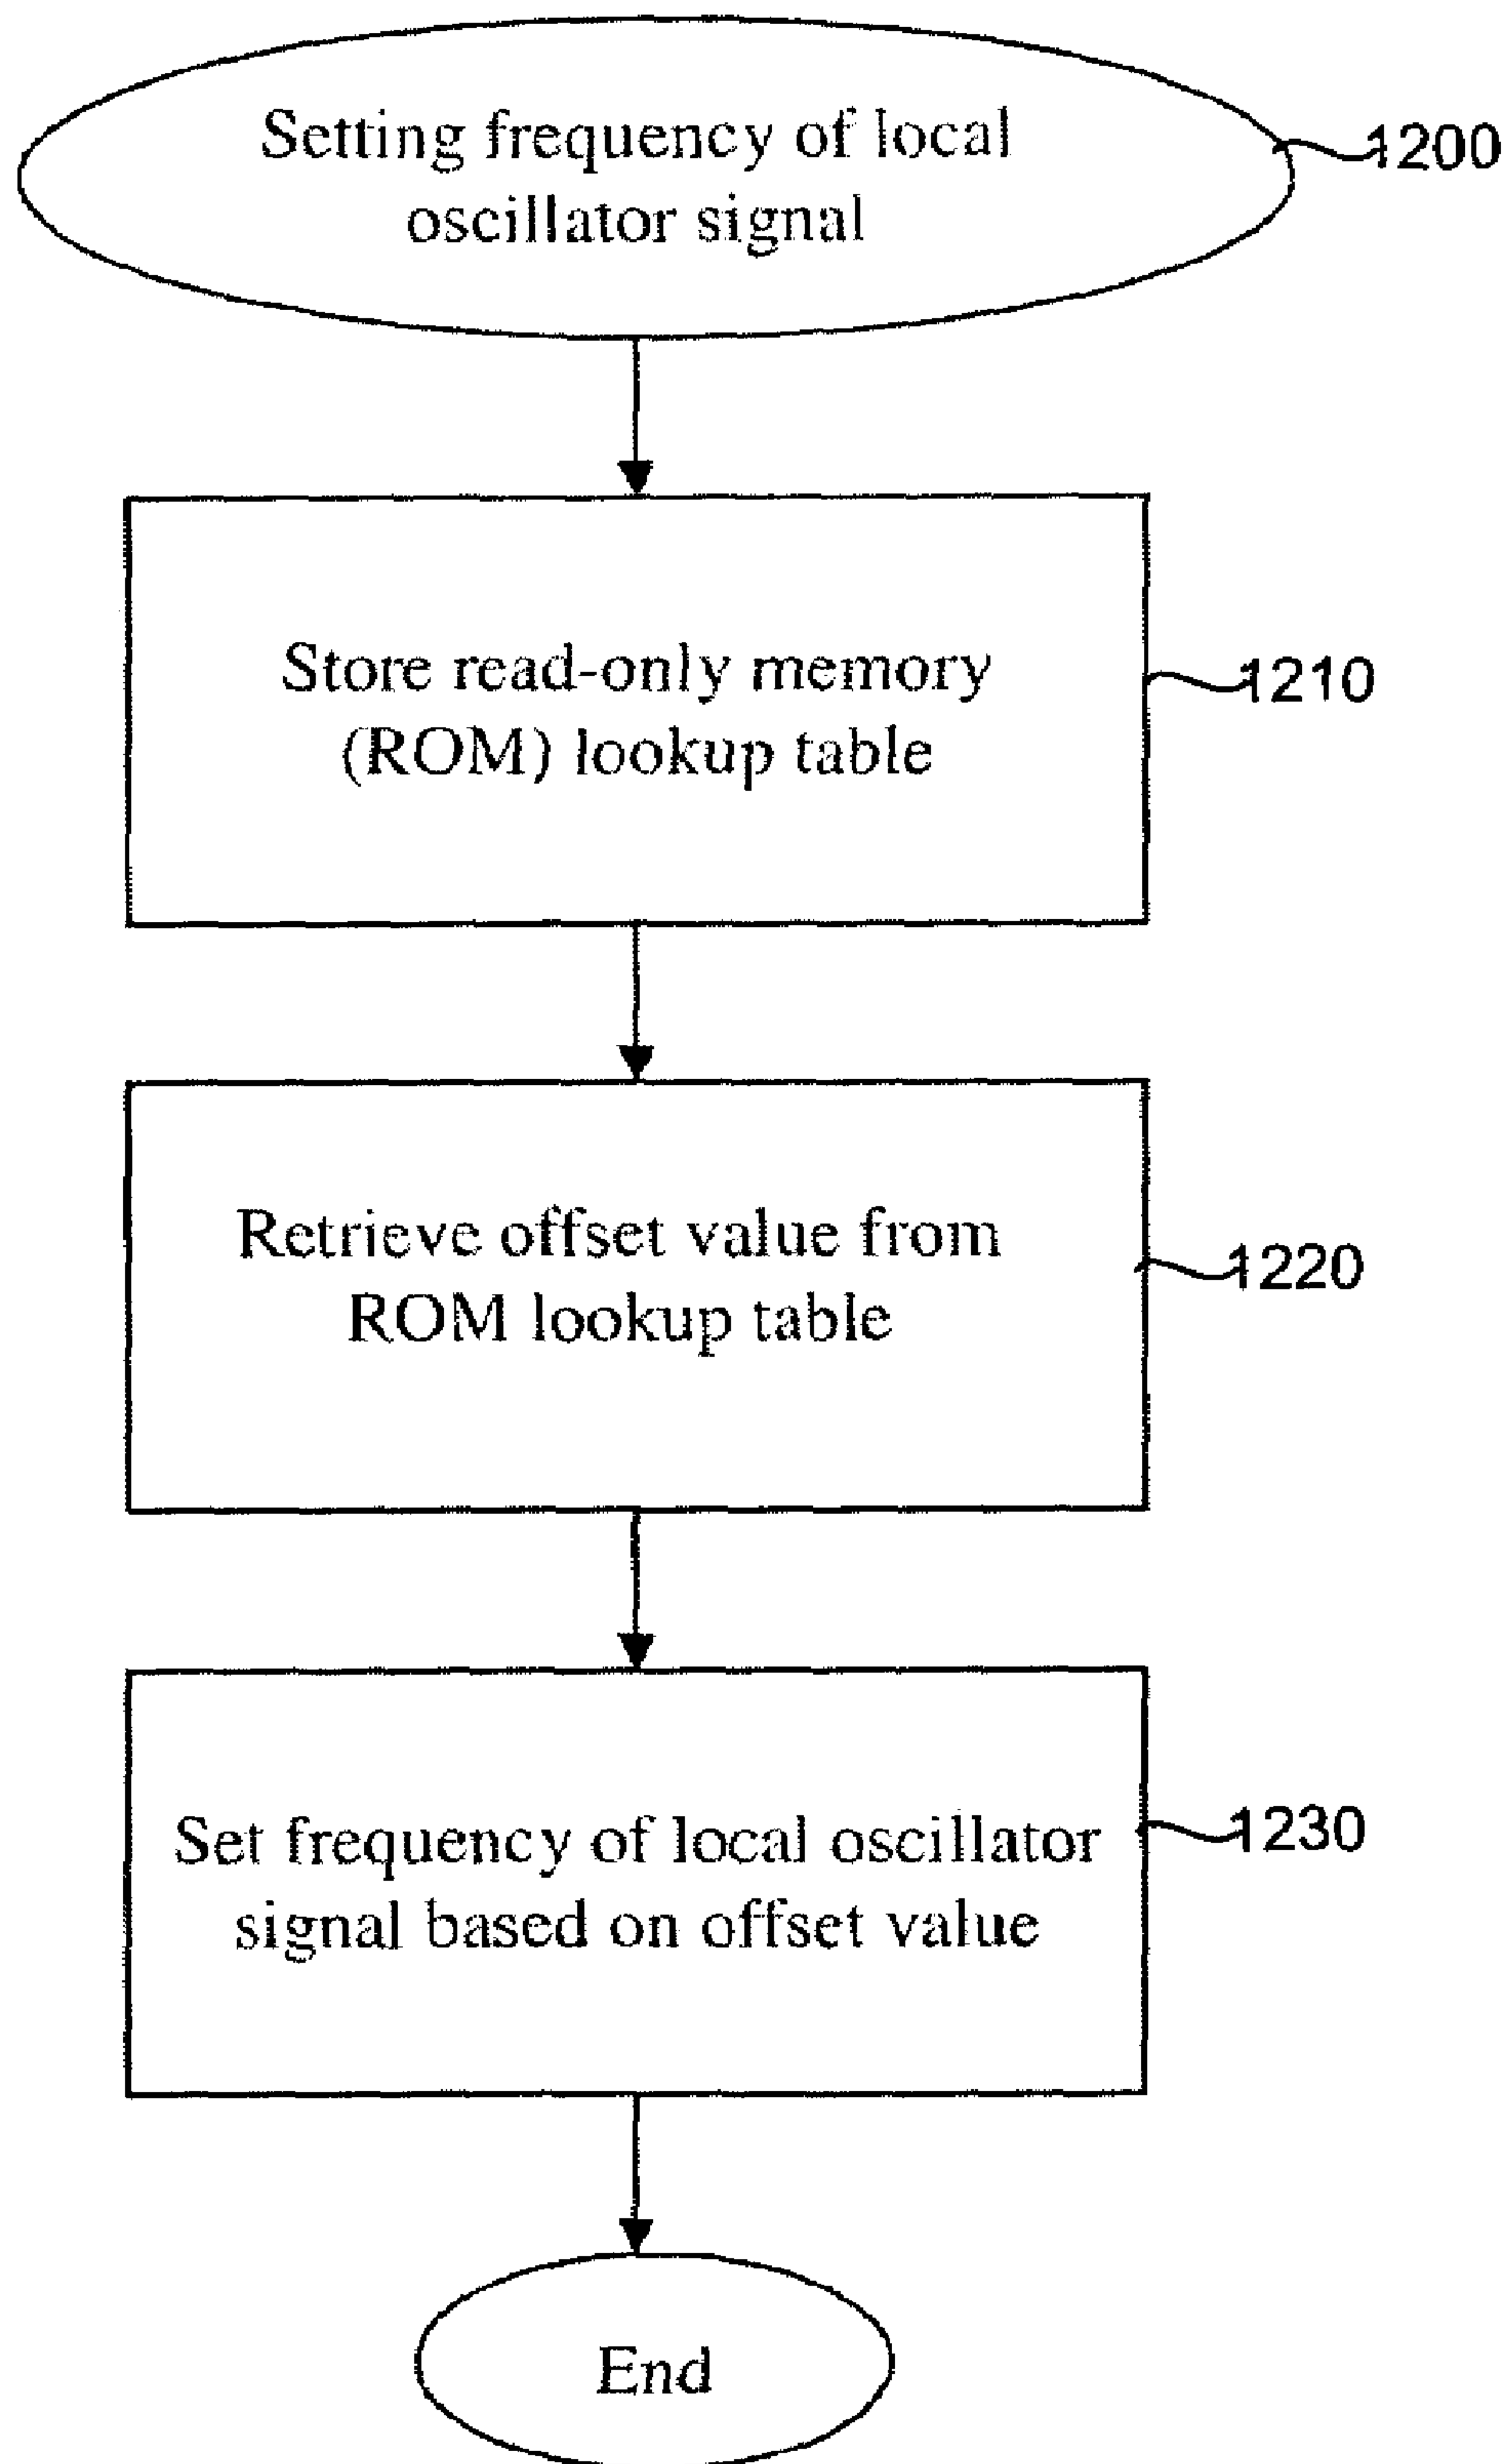 Setting frequency of local
oscillator signal
1200
Store read-only memory
(ROM) lookup table
1210
Retrieve offset value from
ROM lookup table
1220
Set frequency of local oscillator
signal based on offset value
1230
End